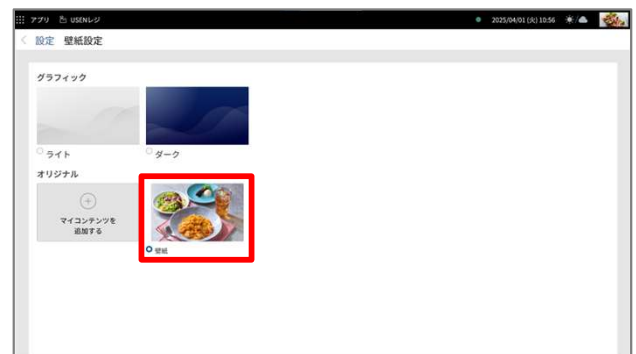 アプリ USENレジ 2025/04/01 (火) 10:56
設定 壁紙設定
グラフィック
ライト ダーク
オリジナル
マイコンテンツを
追加する
壁紙